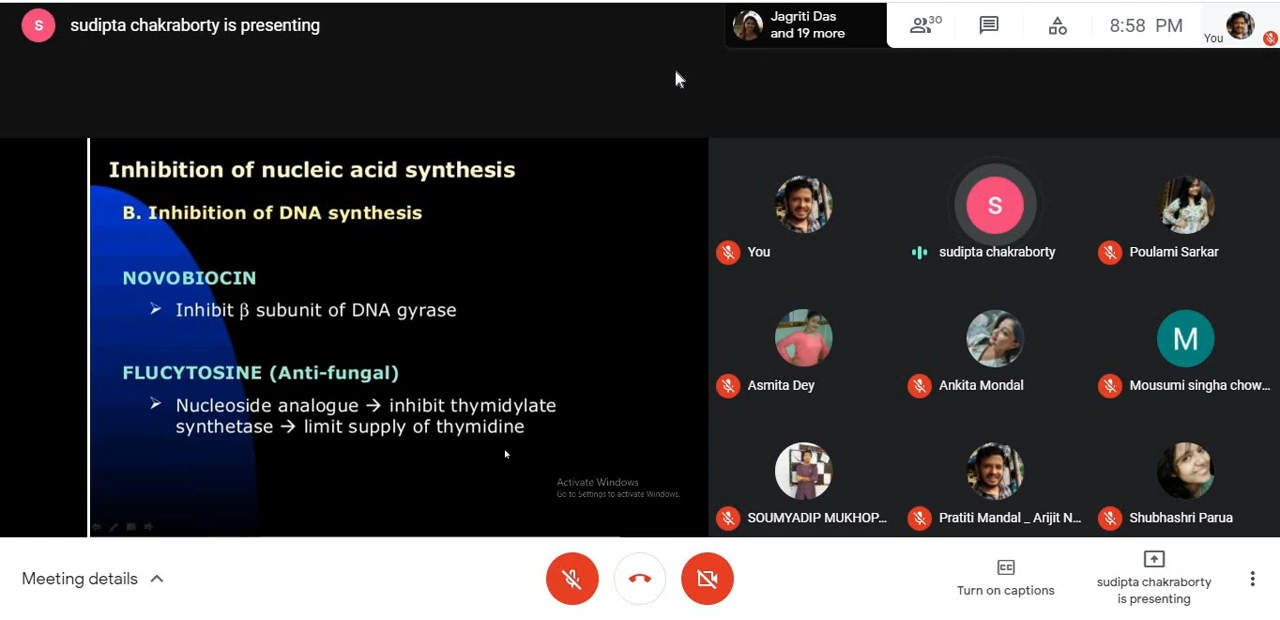 S
sudipta chakraborty is presenting
Jagriti Das
and 19 more
30
8:58 PM
You
Inhibition of nucleic acid synthesis
B. Inhibition of DNA synthesis
NOVOBIOCIN
➢ Inhibit β subunit of DNA gyrase
FLUCYTOSINE (Anti-fungal)
➢ Nucleoside analogue → inhibit thymidylate
synthetase → limit supply of thymidine
Activate Windows
Go to Settings to activate Windows.
You
S
sudipta chakraborty
Poulami Sarkar
Asmita Dey
Ankita Mondal
M
Mousumi singha chow...
SOUMYADIP MUKHOP...
Pratiti Mandal _ Arijit N...
Shubhashri Parua
Meeting details
CC
Turn on captions
sudipta chakraborty
is presenting